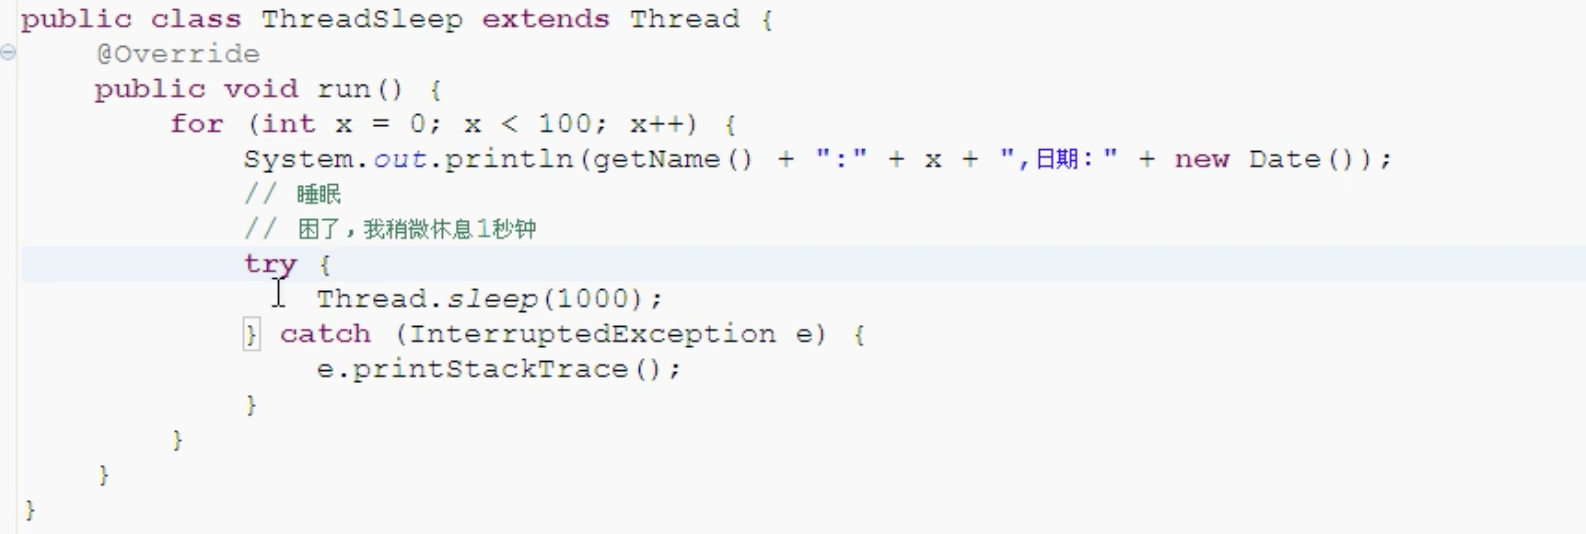 public class ThreadSleep extends Thread {
@Override
public void run() {
for (int x = 0; x < 100; x++) {
System.out.println(getName() + ":" + x + ",日期:" + new Date());
// 睡眠
// 困了,我稍微休息1秒钟
try {
Thread.sleep(1000);
} catch (InterruptedException e) {
e.printStackTrace();
}
}
}
}